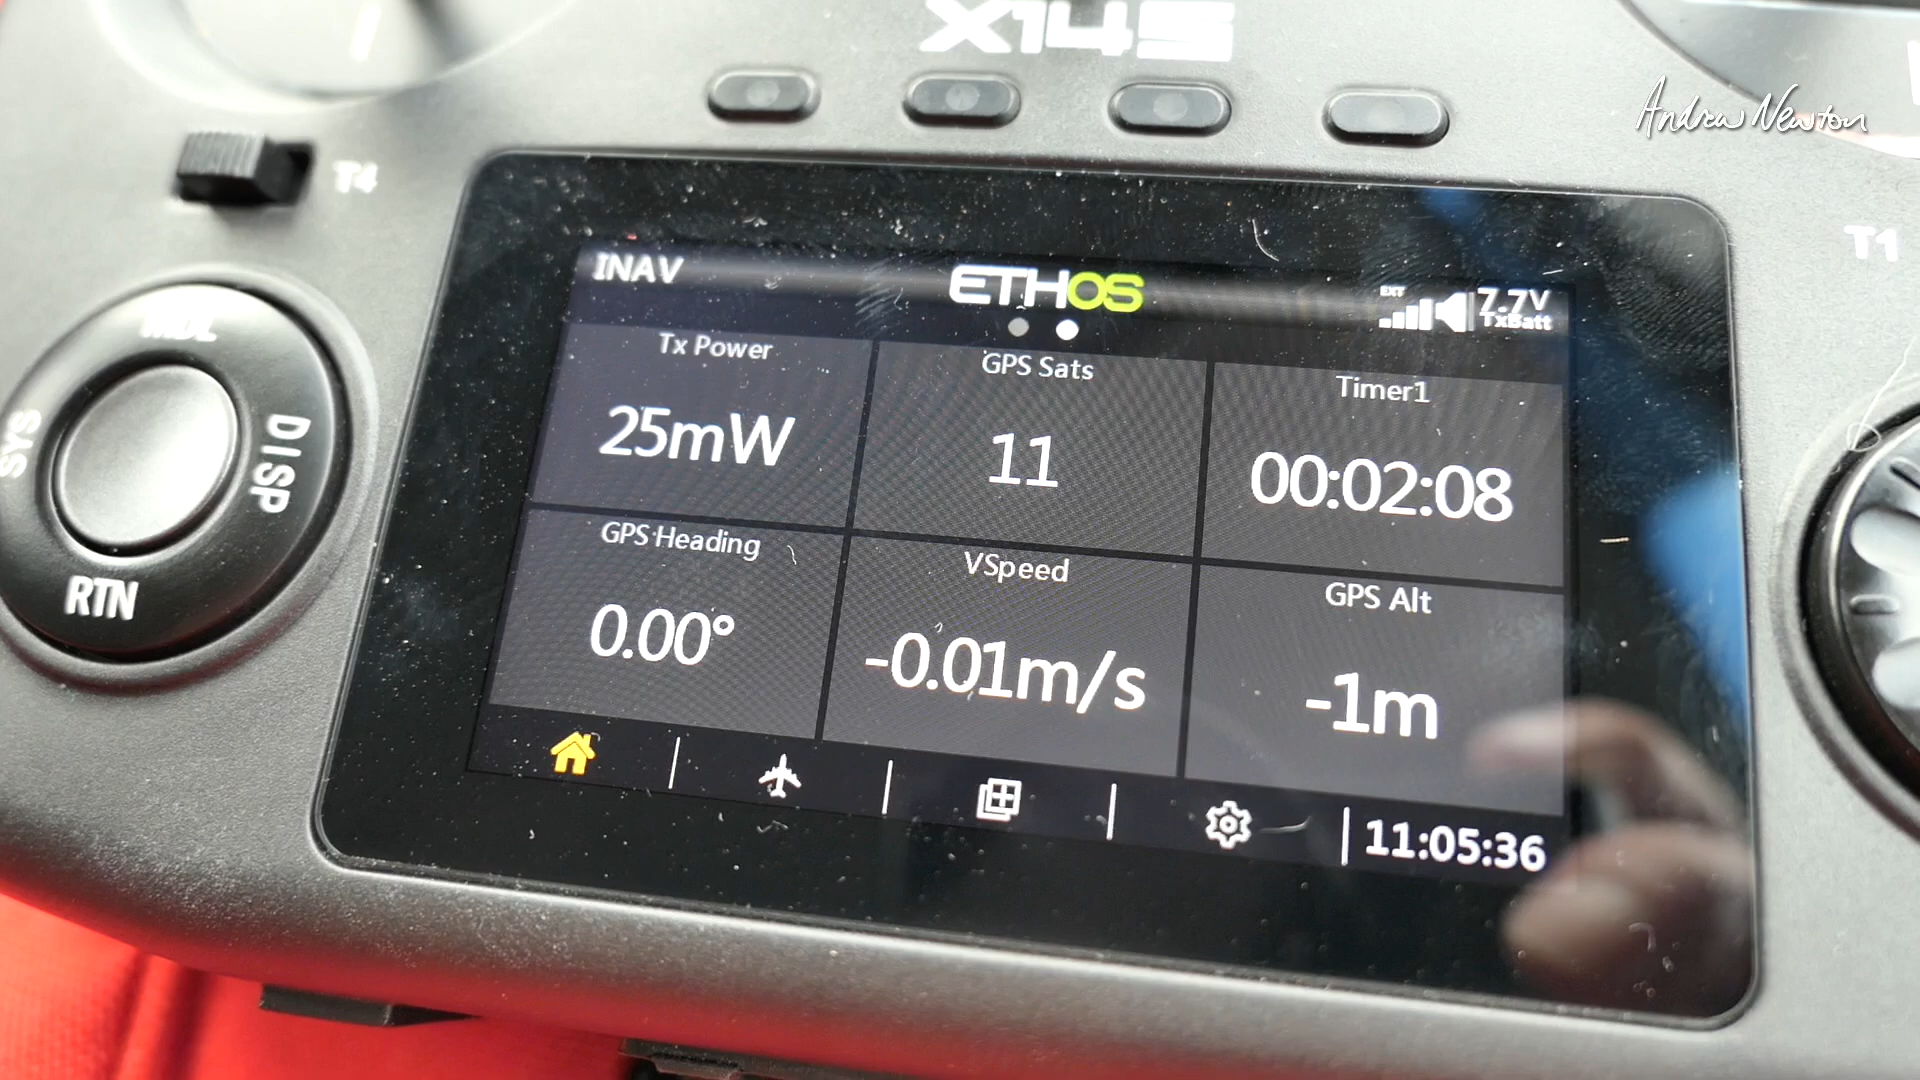 X14S
Andrew Newton
T4
T1
MDL
SYS
DISP
RTN
INAV
ETHOS
EXT
7.7V
TxBatt
Tx Power
25mW
GPS Sats
11
Timer1
00:02:08
GPS Heading
0.00°
VSpeed
-0.01m/s
GPS Alt
-1m
11:05:36